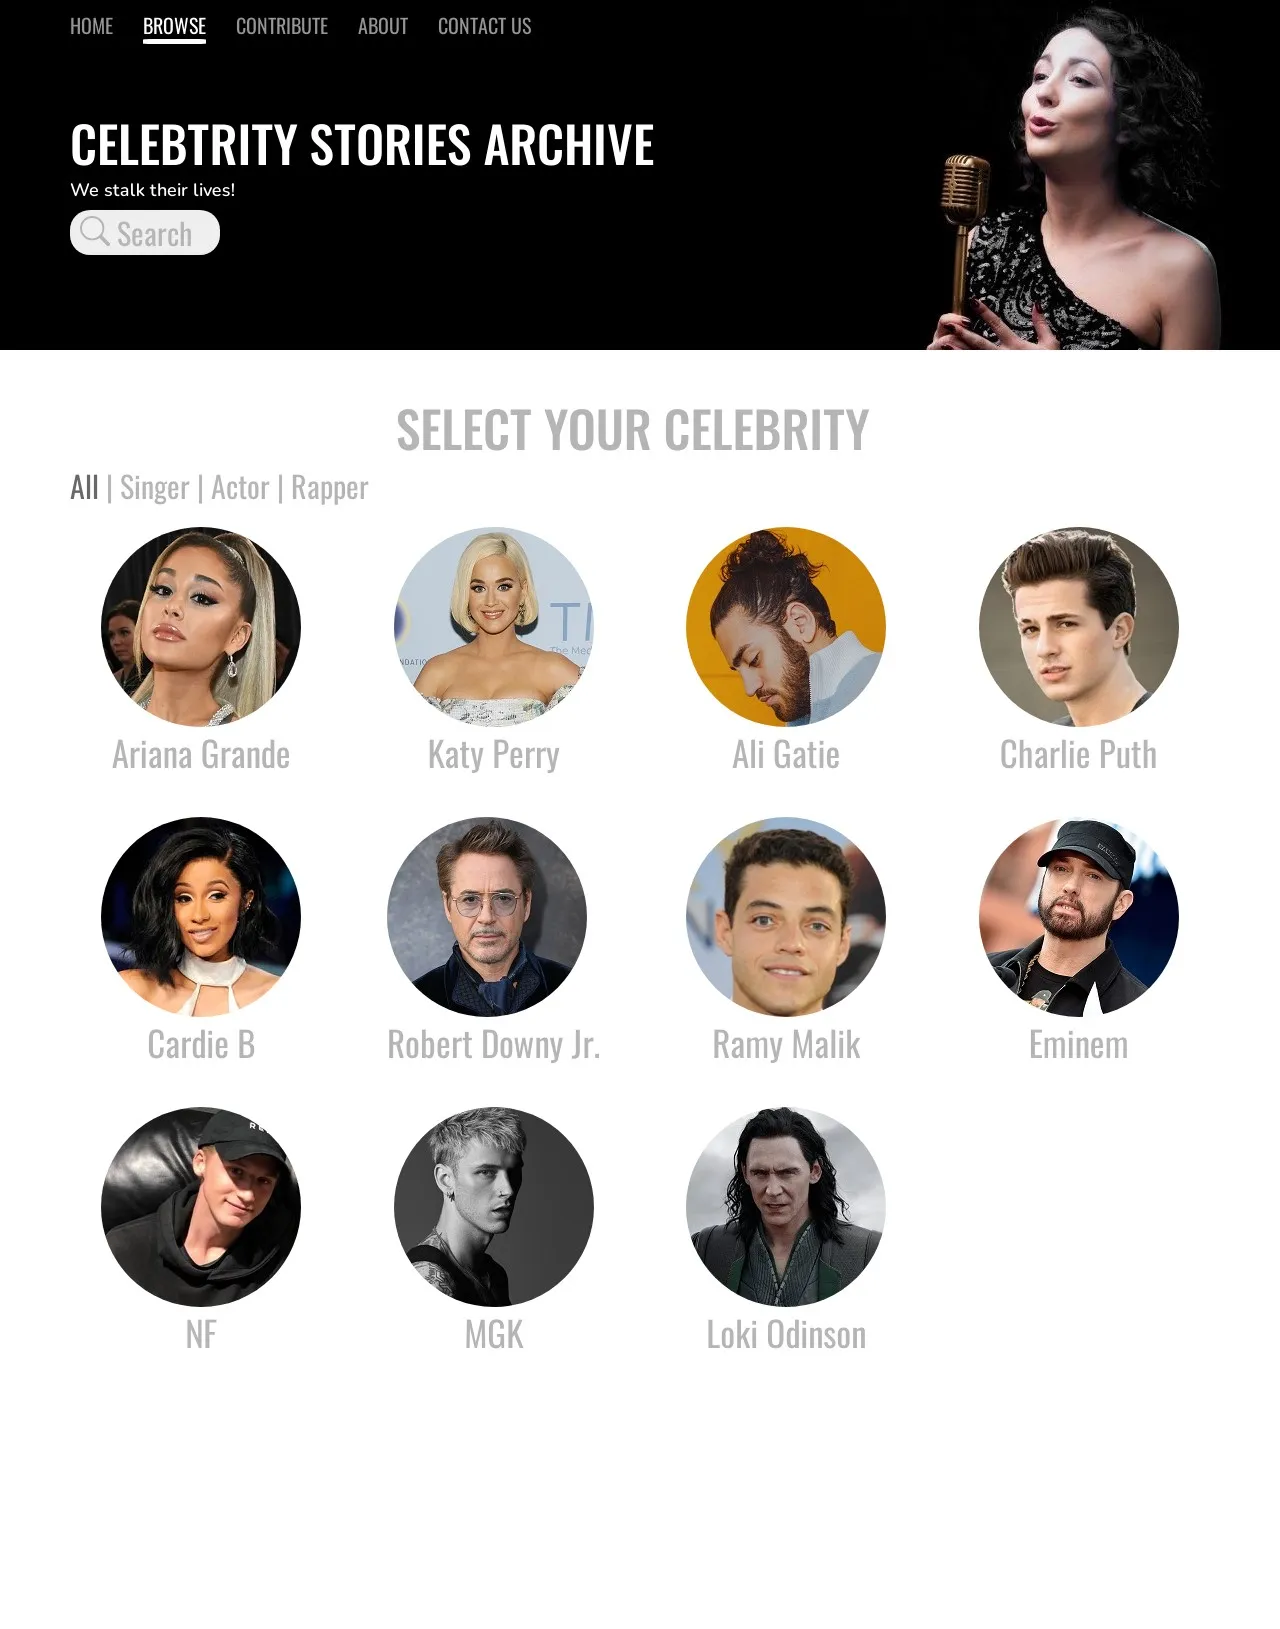 HOME BROWSE CONTRIBUTE ABOUT CONTACT US
CELEBTRITY STORIES ARCHIVE
We stalk their lives!
Search
SELECT YOUR CELEBRITY
All | Singer | Actor | Rapper
Ariana Grande Katy Perry Ali Gatie Charlie Puth
Cardie B Robert Downy Jr. Ramy Malik Eminem
NF MGK Loki Odinson